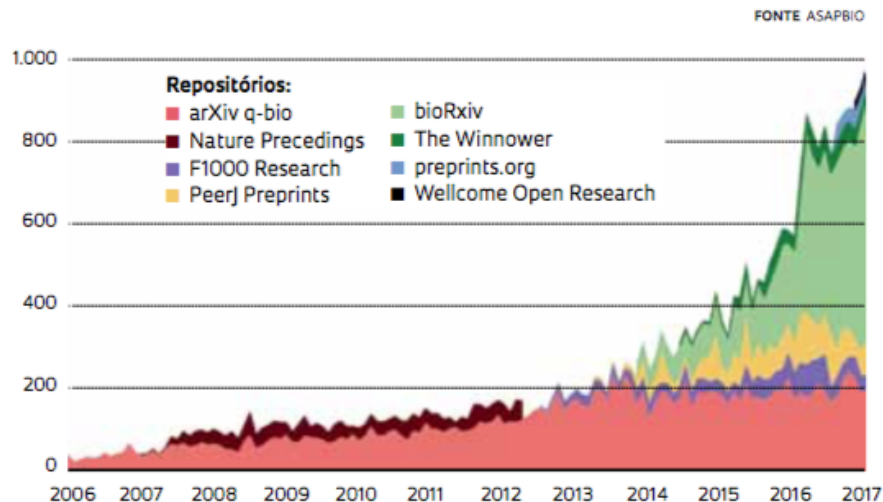 FONTE ASAPBIO
1.000
Repositórios:
arXiv q-bio
Nature Precedings
F1000 Research
PeerJ Preprints
bioRxiv
The Winnower
preprints.org
Wellcome Open Research
800
600
400
200
0
2006 2007 2008 2009 2010 2011 2012 2013 2014 2015 2016 2017